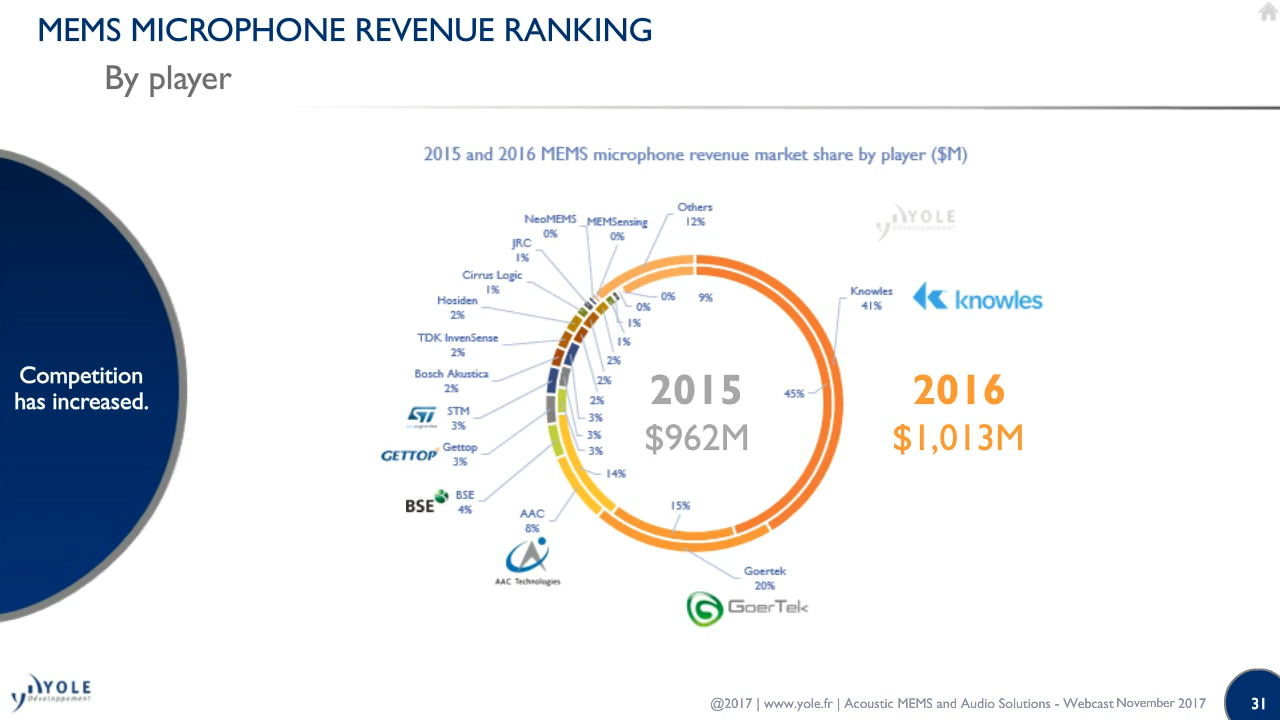 MEMS MICROPHONE REVENUE RANKING
By player
2015 and 2016 MEMS microphone revenue market share by player ($M)
Competition
has increased.
YOLE
Développement
Others
12%
NeoMEMS
0%
MEMSensing
0%
JRC
1%
Cirrus Logic
1%
Hosiden
2%
TDK InvenSense
2%
Bosch Akustica
2%
STM
3%
GETTOP
Gettop
3%
BSE
BSE
4%
AAC
8%
AAC Technologies
Goertek
20%
GoerTek
Knowles
41%
knowles
9%
0%
0%
1%
1%
2%
2%
2%
3%
3%
3%
14%
15%
45%
2015
$962M
2016
$1,013M
YOLE
Développement
@2017 | www.yole.fr | Acoustic MEMS and Audio Solutions - Webcast November 2017
31